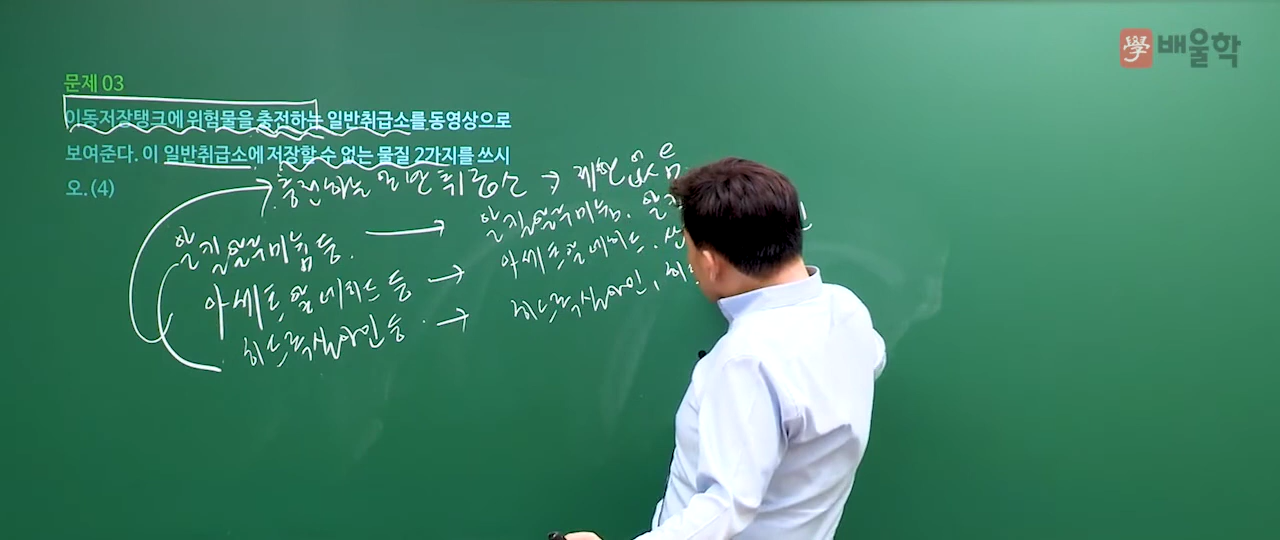 學 배울학
문제 03
이동저장탱크에 위험물을 충전하는 일반취급소를 동영상으로
보여준다. 이 일반취급소에 저장할 수 없는 물질 2가지를 쓰시
오. (4)
충전하는 일반취급소 → 제한없음
알킬알루미늄등. → 알킬알루미늄. 알킬
아세트알데히드등 → 아세트알데히드. 산
히드록실아민등. → 히드록실아민, 히드